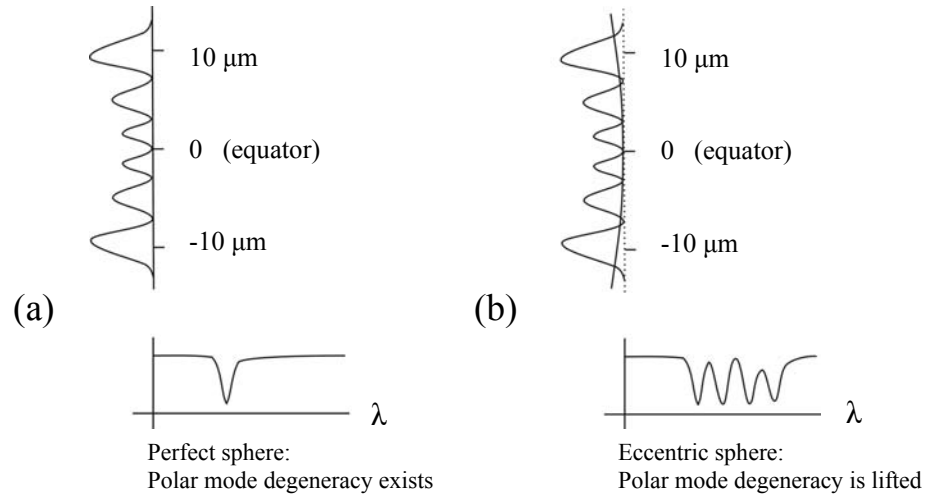 10 μm
0 (equator)
-10 μm
(a)
λ
Perfect sphere:
Polar mode degeneracy exists
10 μm
0 (equator)
-10 μm
(b)
λ
Eccentric sphere:
Polar mode degeneracy is lifted